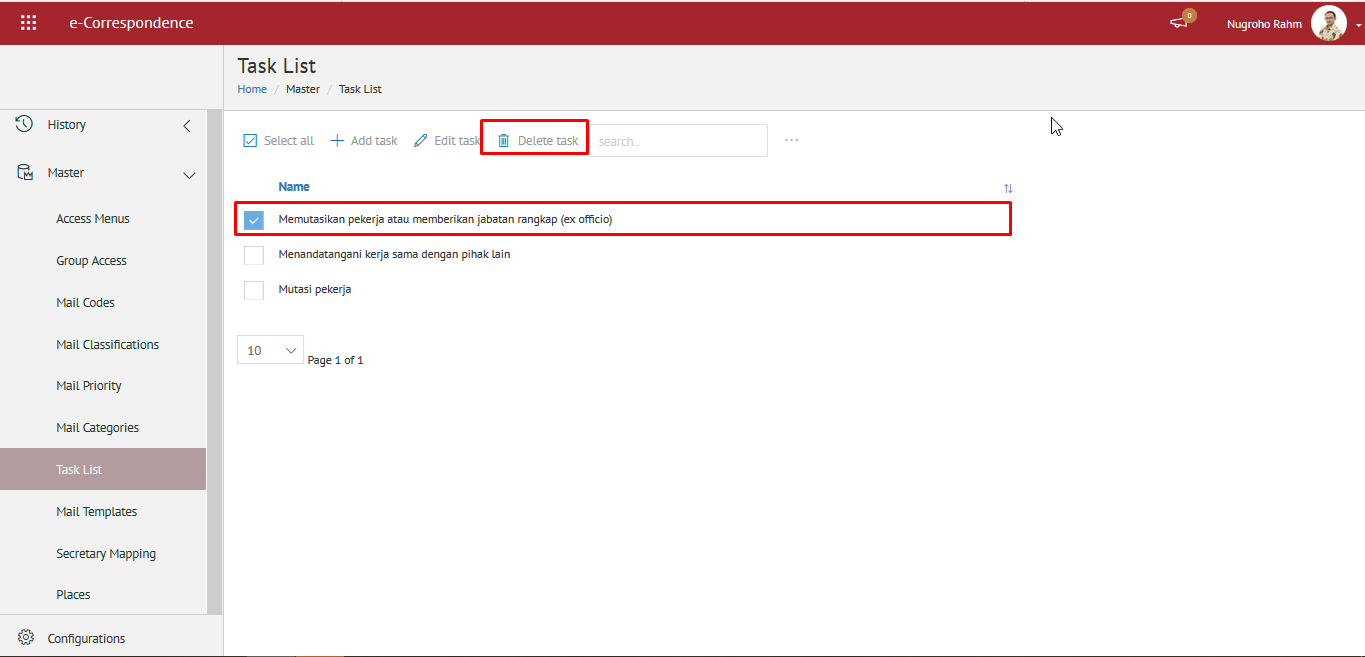 e-Correspondence
0
Nugroho Rahm
Task List
Home / Master / Task List
History
Master
Access Menus
Group Access
Mail Codes
Mail Classifications
Mail Priority
Mail Categories
Task List
Mail Templates
Secretary Mapping
Places
Configurations
Select all
Add task
Edit task
Delete task
search..
...
Name
Memutasikan pekerja atau memberikan jabatan rangkap (ex officio)
Menandatangani kerja sama dengan pihak lain
Mutasi pekerja
10
Page 1 of 1